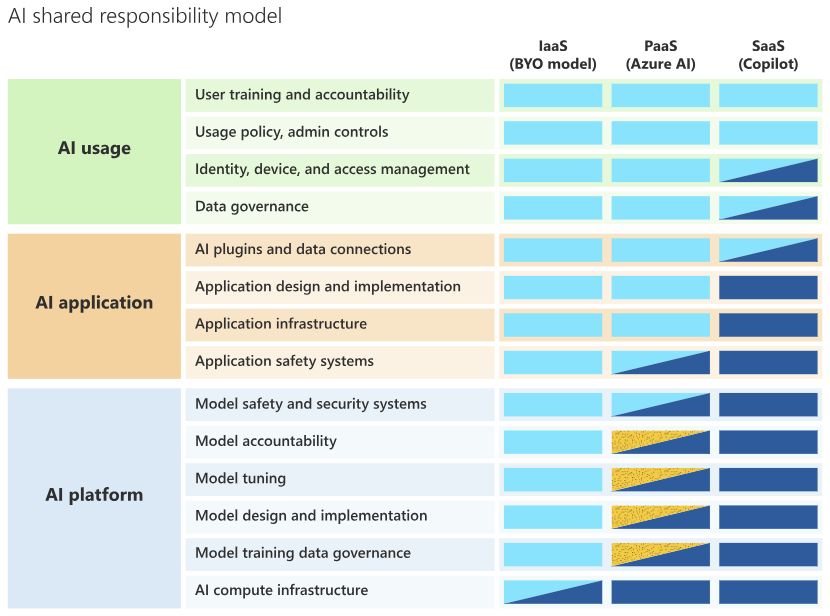 AI shared responsibility model
IaaS
(BYO model)
PaaS
(Azure AI)
SaaS
(Copilot)
AI usage
User training and accountability
Usage policy, admin controls
Identity, device, and access management
Data governance
AI application
AI plugins and data connections
Application design and implementation
Application infrastructure
Application safety systems
AI platform
Model safety and security systems
Model accountability
Model tuning
Model design and implementation
Model training data governance
AI compute infrastructure